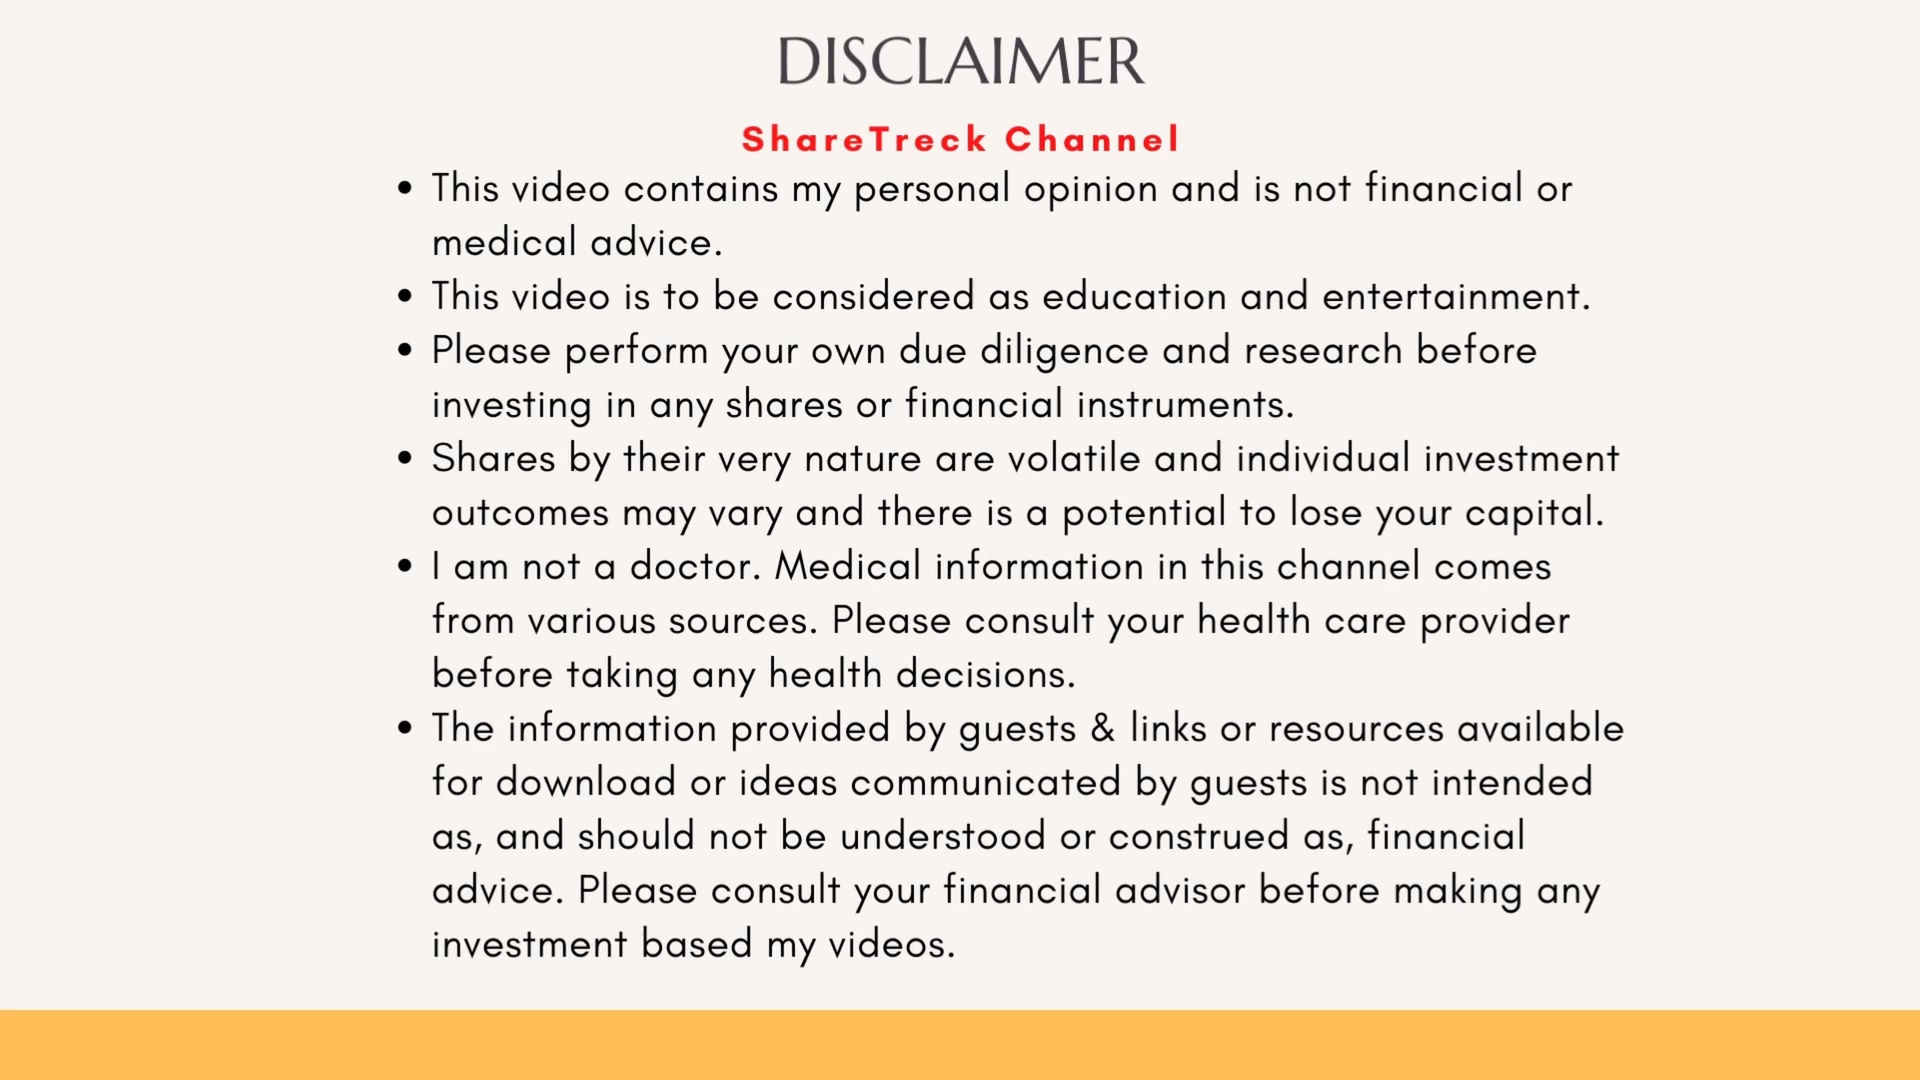 DISCLAIMER
ShareTreck Channel
• This video contains my personal opinion and is not financial or
medical advice.
• This video is to be considered as education and entertainment.
• Please perform your own due diligence and research before
investing in any shares or financial instruments.
• Shares by their very nature are volatile and individual investment
outcomes may vary and there is a potential to lose your capital.
• I am not a doctor. Medical information in this channel comes
from various sources. Please consult your health care provider
before taking any health decisions.
• The information provided by guests & links or resources available
for download or ideas communicated by guests is not intended
as, and should not be understood or construed as, financial
advice. Please consult your financial advisor before making any
investment based my videos.